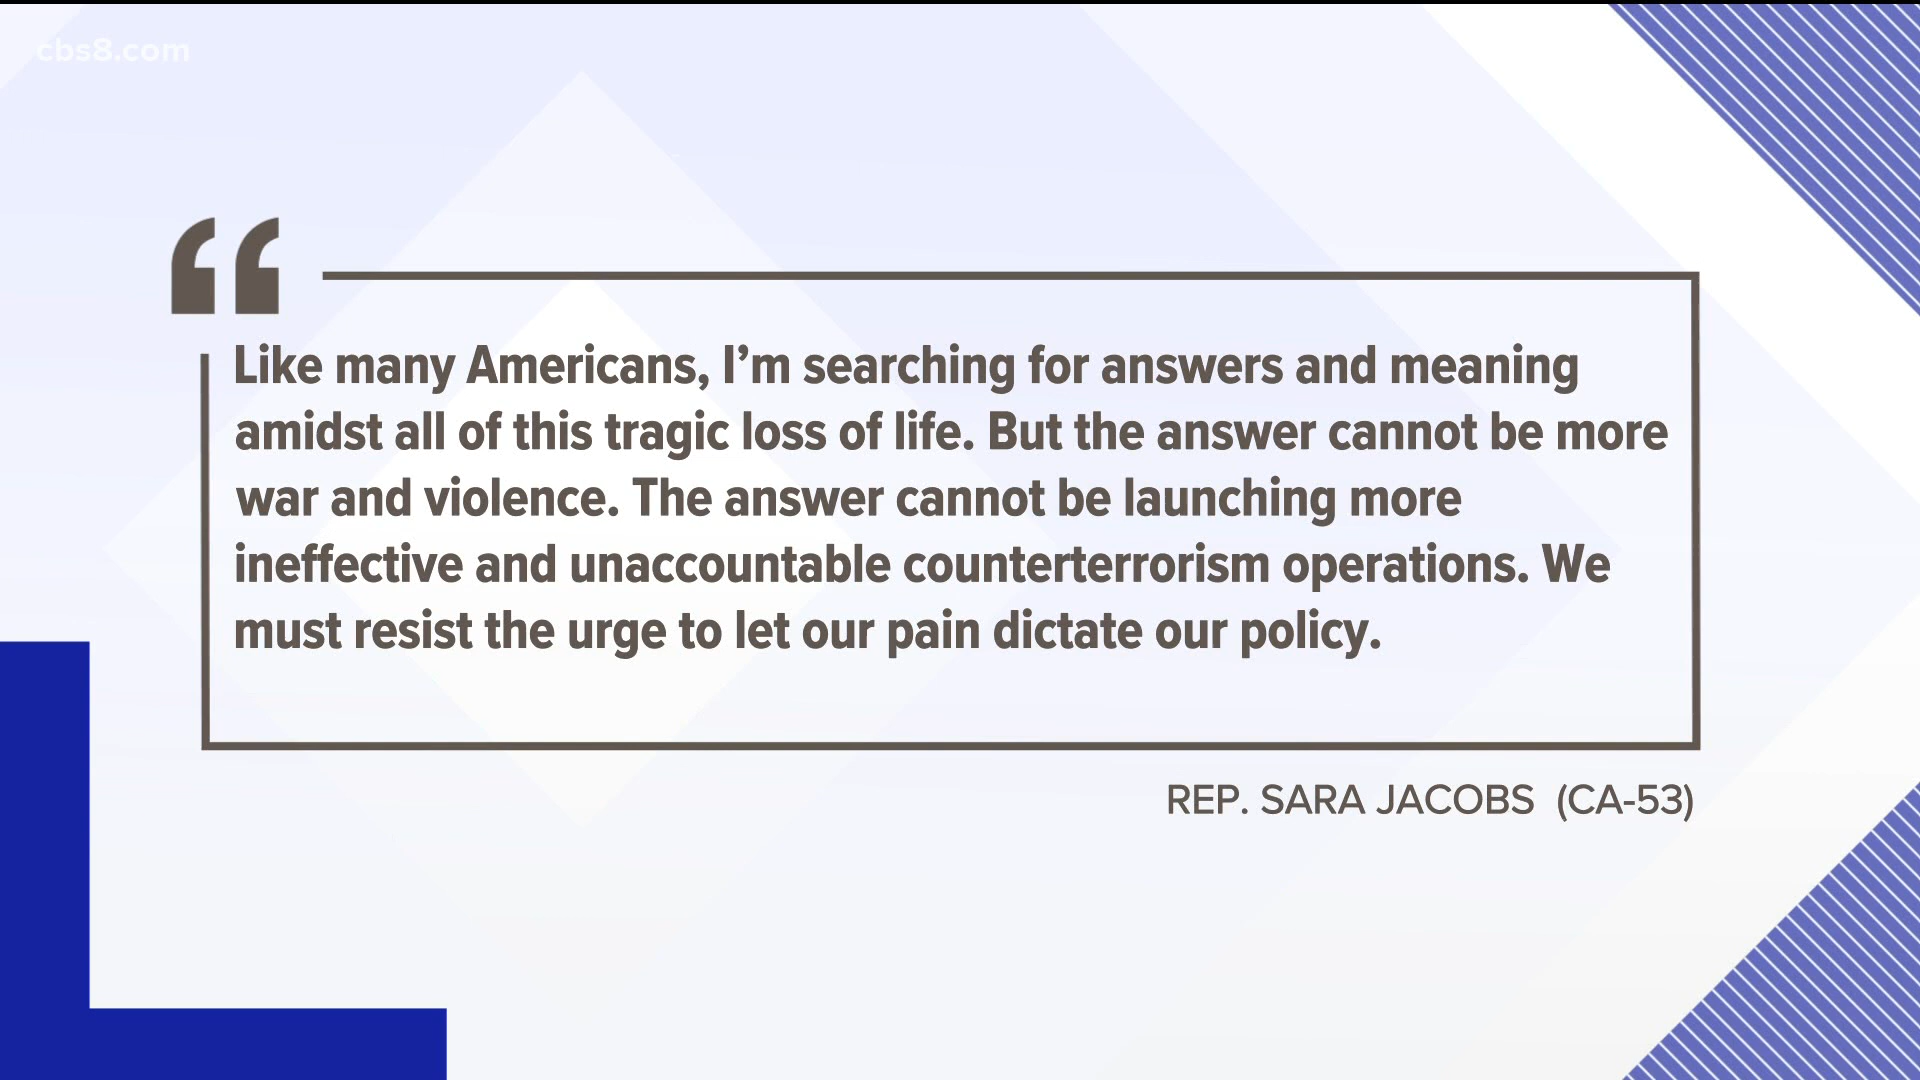 cbs8.com
“
Like many Americans, I’m searching for answers and meaning
amidst all of this tragic loss of life. But the answer cannot be more
war and violence. The answer cannot be launching more
ineffective and unaccountable counterterrorism operations. We
must resist the urge to let our pain dictate our policy.
REP. SARA JACOBS (CA-53)